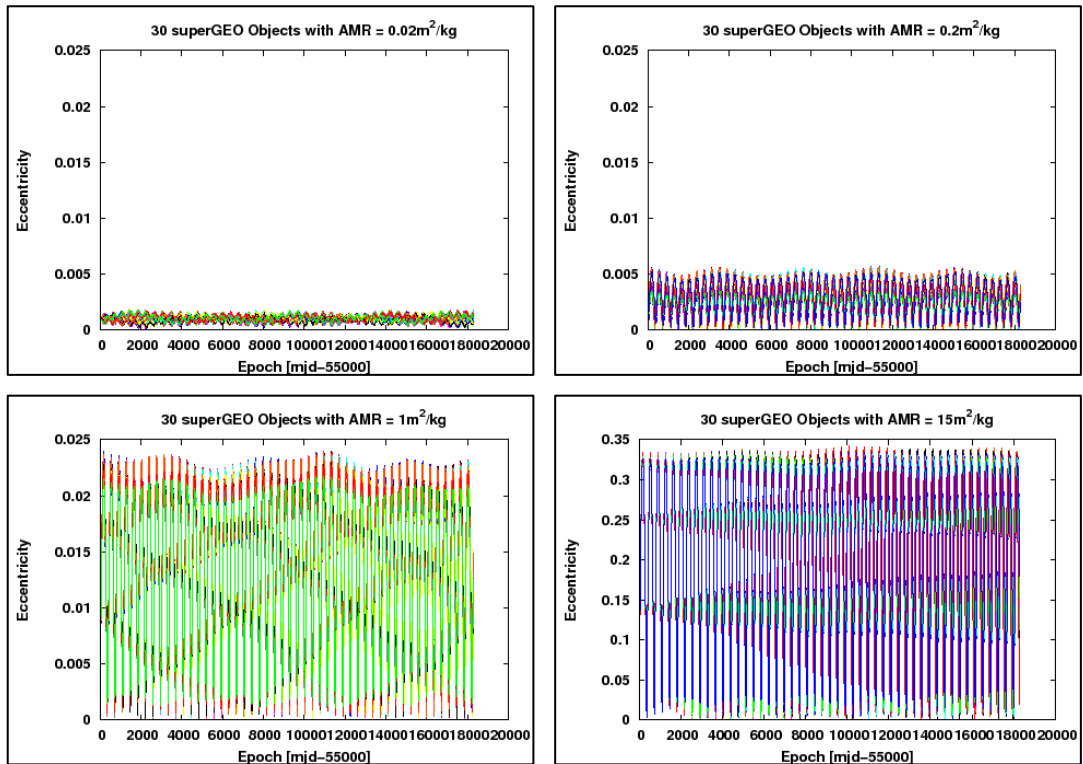 30 superGEO Objects with AMR = 0.02m²/kg
0.025
0.02
0.015
0.01
0.005
0
Eccentricity
0 2000 4000 6000 8000 10000 12000 14000 16000 18000 20000
Epoch [mjd-55000]
30 superGEO Objects with AMR = 0.2m²/kg
0.025
0.02
0.015
0.01
0.005
0
Eccentricity
0 2000 4000 6000 8000 10000 12000 14000 16000 18000 20000
Epoch [mjd-55000]
30 superGEO Objects with AMR = 1m²/kg
0.025
0.02
0.015
0.01
0.005
0
Eccentricity
0 2000 4000 6000 8000 10000 12000 14000 16000 18000 20000
Epoch [mjd-55000]
30 superGEO Objects with AMR = 15m²/kg
0.35
0.3
0.25
0.2
0.15
0.1
0.05
0
Eccentricity
0 2000 4000 6000 8000 10000 12000 14000 16000 18000 20000
Epoch [mjd-55000]